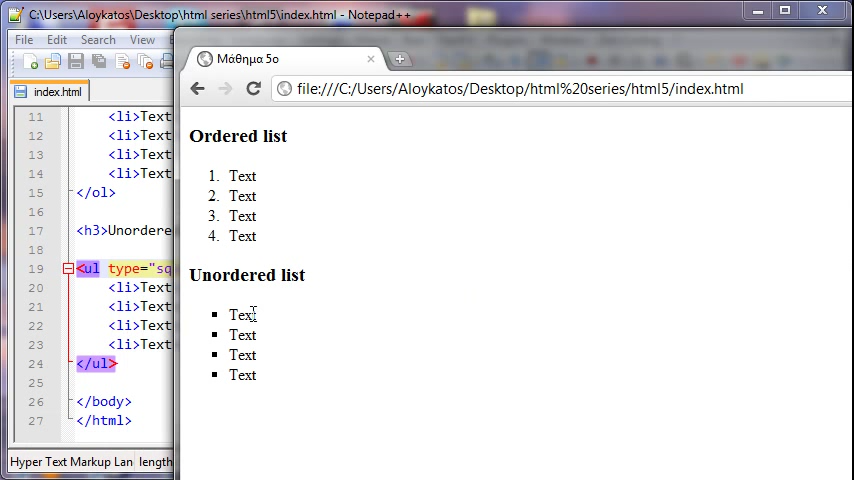 C:\Users\Aloykatos\Desktop\html series\html5\index.html - Notepad++
File Edit Search View
index.html
11 <li>Text
12 <li>Text
13 <li>Text
14 <li>Text
15 </ol>
16
17 <h3>Unordere
18
19 <ul type="sq
20 <li>Text
21 <li>Text
22 <li>Text
23 <li>Text
24 </ul>
25
26 </body>
27 </html>
Hyper Text Markup Lan length
Μάθημα 5ο
file:///C:/Users/Aloykatos/Desktop/html%20series/html5/index.html
Ordered list
1. Text
2. Text
3. Text
4. Text
Unordered list
▪ Text
▪ Text
▪ Text
▪ Text